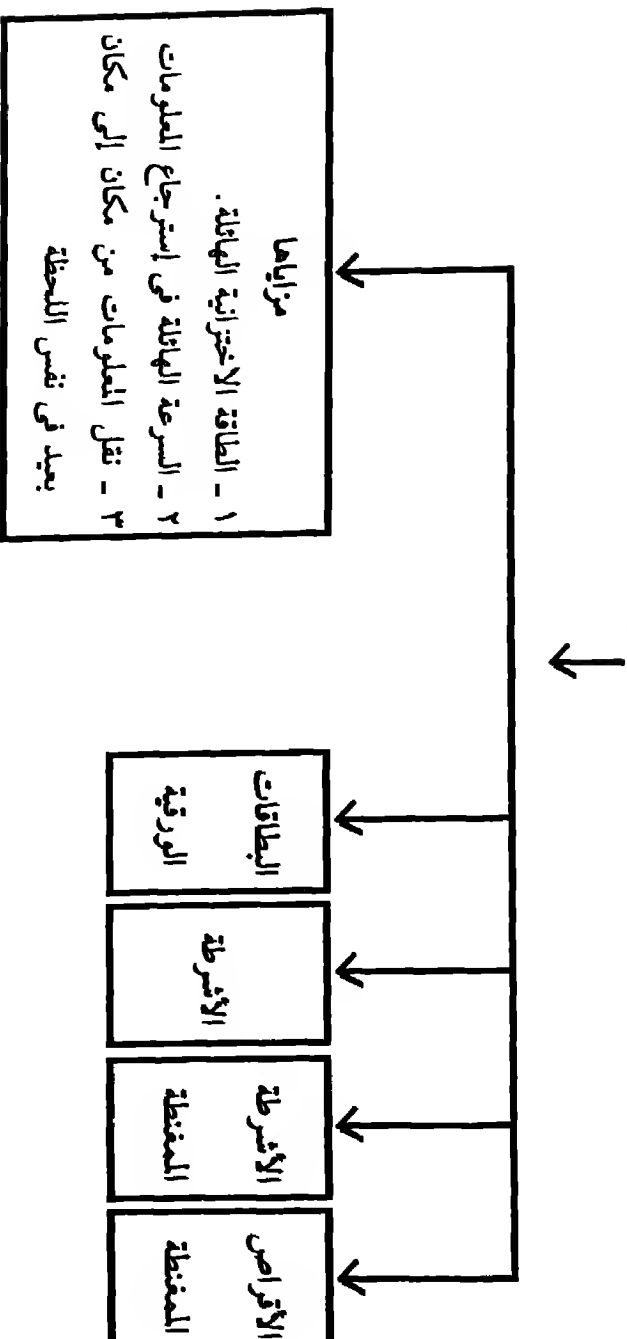 مزاياها
١ ـ الطاقة الاختزانية الهائلة.
٢ ـ السرعة الهائلة فى إسترجاع المعلومات
٣ ـ نقل المعلومات من مكان إلى مكان
بعيد فى نفس اللحظة
البطاقات
الورقية
الأشرطة
الأشرطة
الممغنطة
الأقراص
الممغنطة